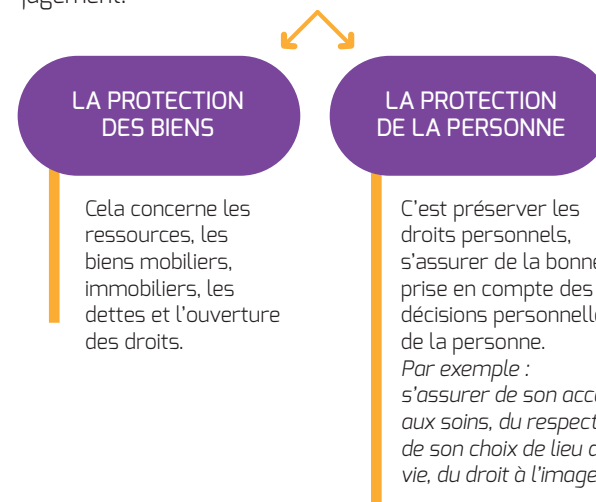 jugement.
LA PROTECTION
DES BIENS
Cela concerne les
ressources, les
biens mobiliers,
immobiliers, les
dettes et l'ouverture
des droits.
LA PROTECTION
DE LA PERSONNE
C'est préserver les
droits personnels,
s'assurer de la bonne
prise en compte des
décisions personnelle
de la personne.
Par exemple :
s'assurer de son
aux soins, du respect
de son choix de lieu
vie, du droit à l'image